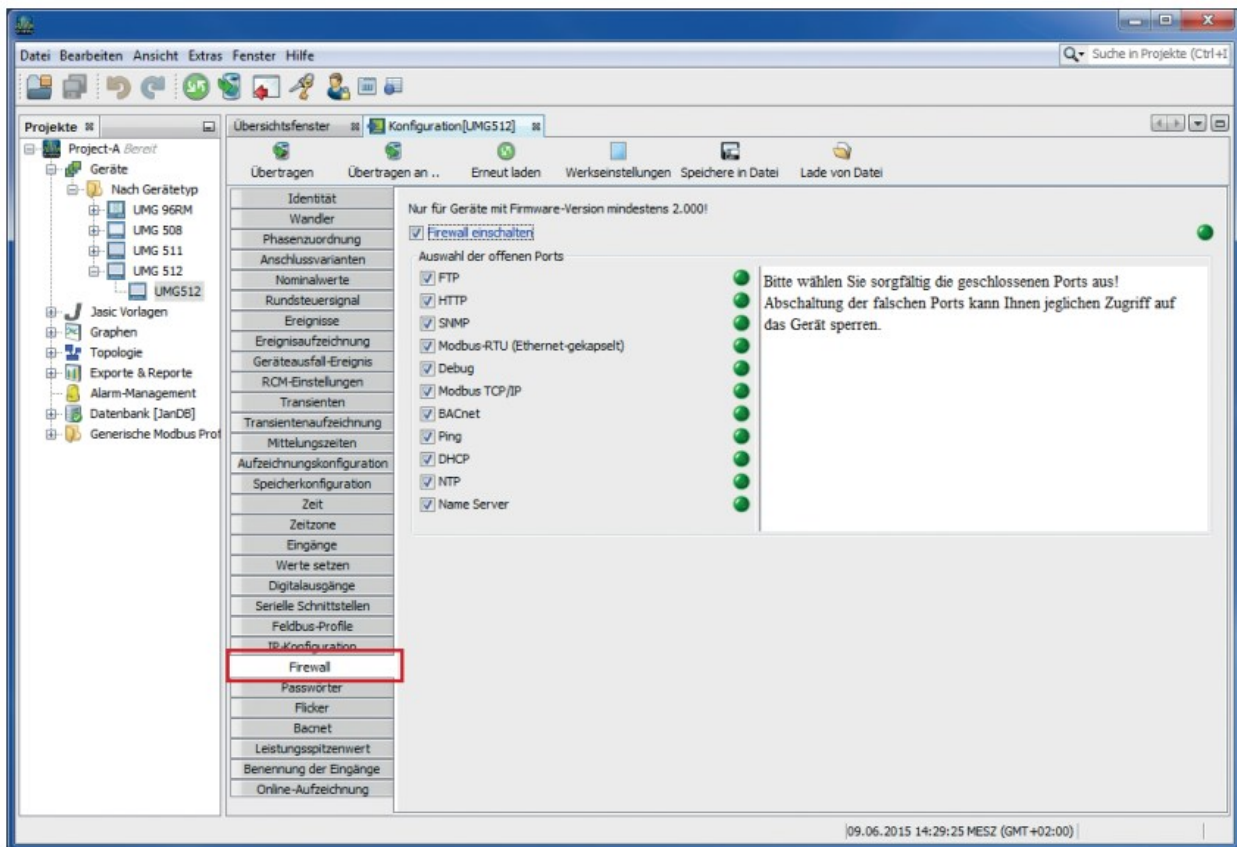 Datei Bearbeiten Ansicht Extras Fenster Hilfe
Suche in Projekte (Ctrl+I
Projekte
Project-A Bereit
Geräte
Nach Gerätetyp
UMG 96RM
UMG 508
UMG 511
UMG 512
UMG512
Jasic Vorlagen
Graphen
Topologie
Exporte & Reporte
Alarm-Management
Datenbank [JanDB]
Generische Modbus Prof
Übersichtsfenster
Konfiguration[UMG512]
Übertragen
Übertragen an ..
Erneut laden
Werkseinstellungen
Speichere in Datei
Lade von Datei
Identität
Wandler
Phasenzuordnung
Anschlussvarianten
Nominalwerte
Rundsteuersignal
Ereignisse
Ereignisaufzeichnung
Geräteausfall-Ereignis
RCM-Einstellungen
Transienten
Transientenaufzeichnung
Mittelungszeiten
Aufzeichnungskonfiguration
Speicherkonfiguration
Zeit
Zeitzone
Eingänge
Werte setzen
Digitalausgänge
Serielle Schnittstellen
Feldbus-Profile
IP-Konfiguration
Firewall
Passwörter
Flicker
Bacnet
Leistungsspitzenwert
Benennung der Eingänge
Online-Aufzeichnung
Nur für Geräte mit Firmware-Version mindestens 2.000!
Firewall einschalten
Auswahl der offenen Ports
FTP
HTTP
SNMP
Modbus-RTU (Ethernet-gekapselt)
Debug
Modbus TCP/IP
BACnet
Ping
DHCP
NTP
Name Server
Bitte wählen Sie sorgfältig die geschlossenen Ports aus!
Abschaltung der falschen Ports kann Ihnen jeglichen Zugriff auf
das Gerät sperren.
09.06.2015 14:29:25 MESZ (GMT+02:00)